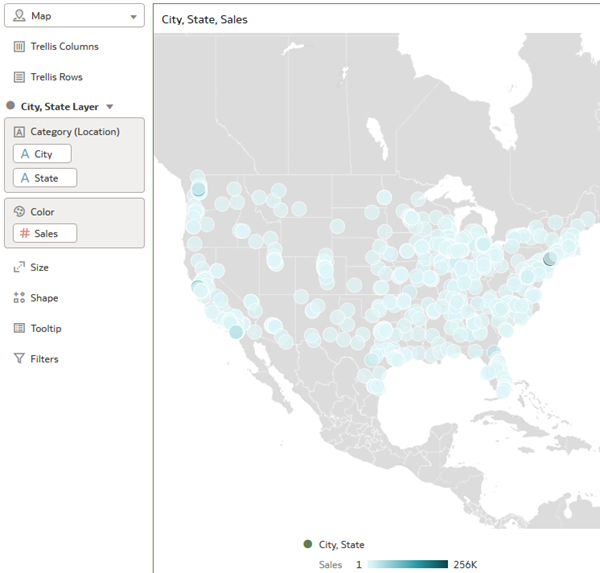 Map
Trellis Columns
Trellis Rows
City, State Layer
A Category (Location)
A City
A State
Color
# Sales
Size
Shape
Tooltip
Filters
City, State, Sales
City, State
Sales 1 256K